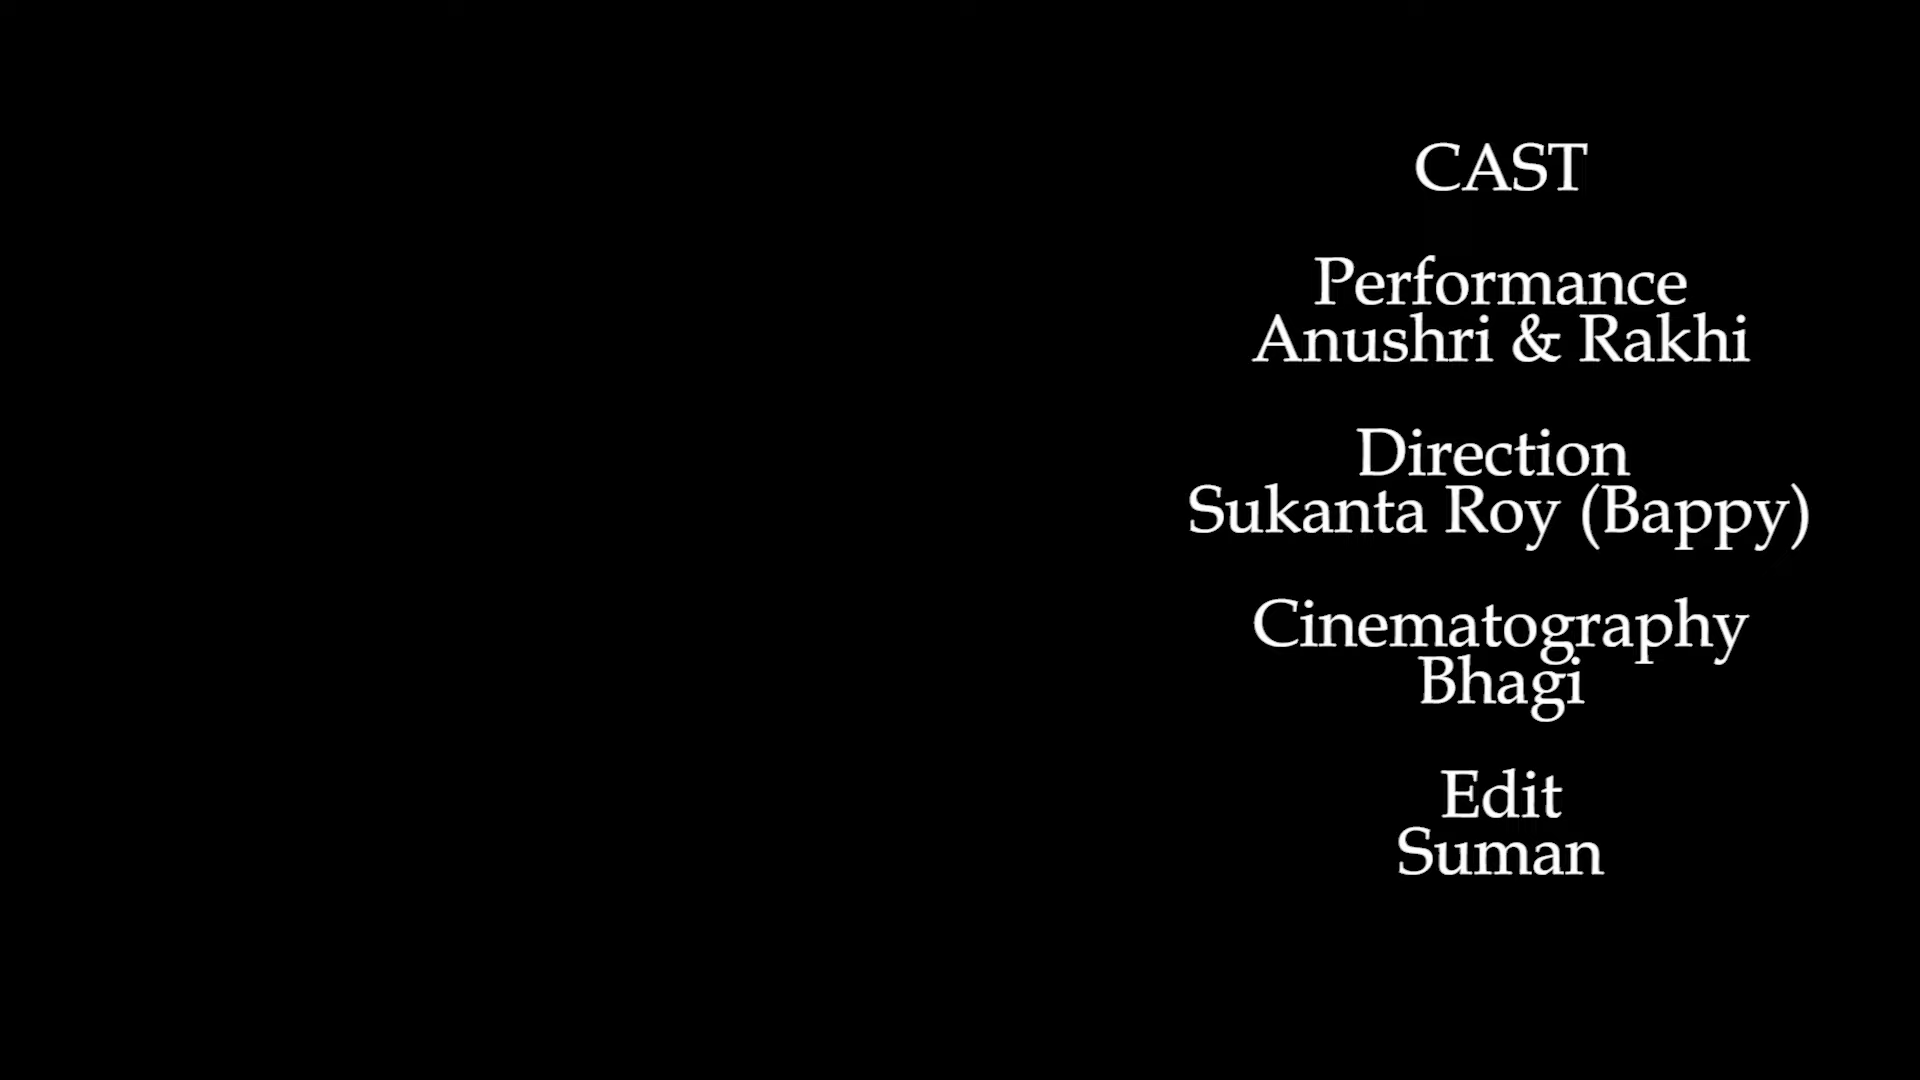 CAST
Performance
Anushri & Rakhi
Direction
Sukanta Roy (Bappy)
Cinematography
Bhagi
Edit
Suman